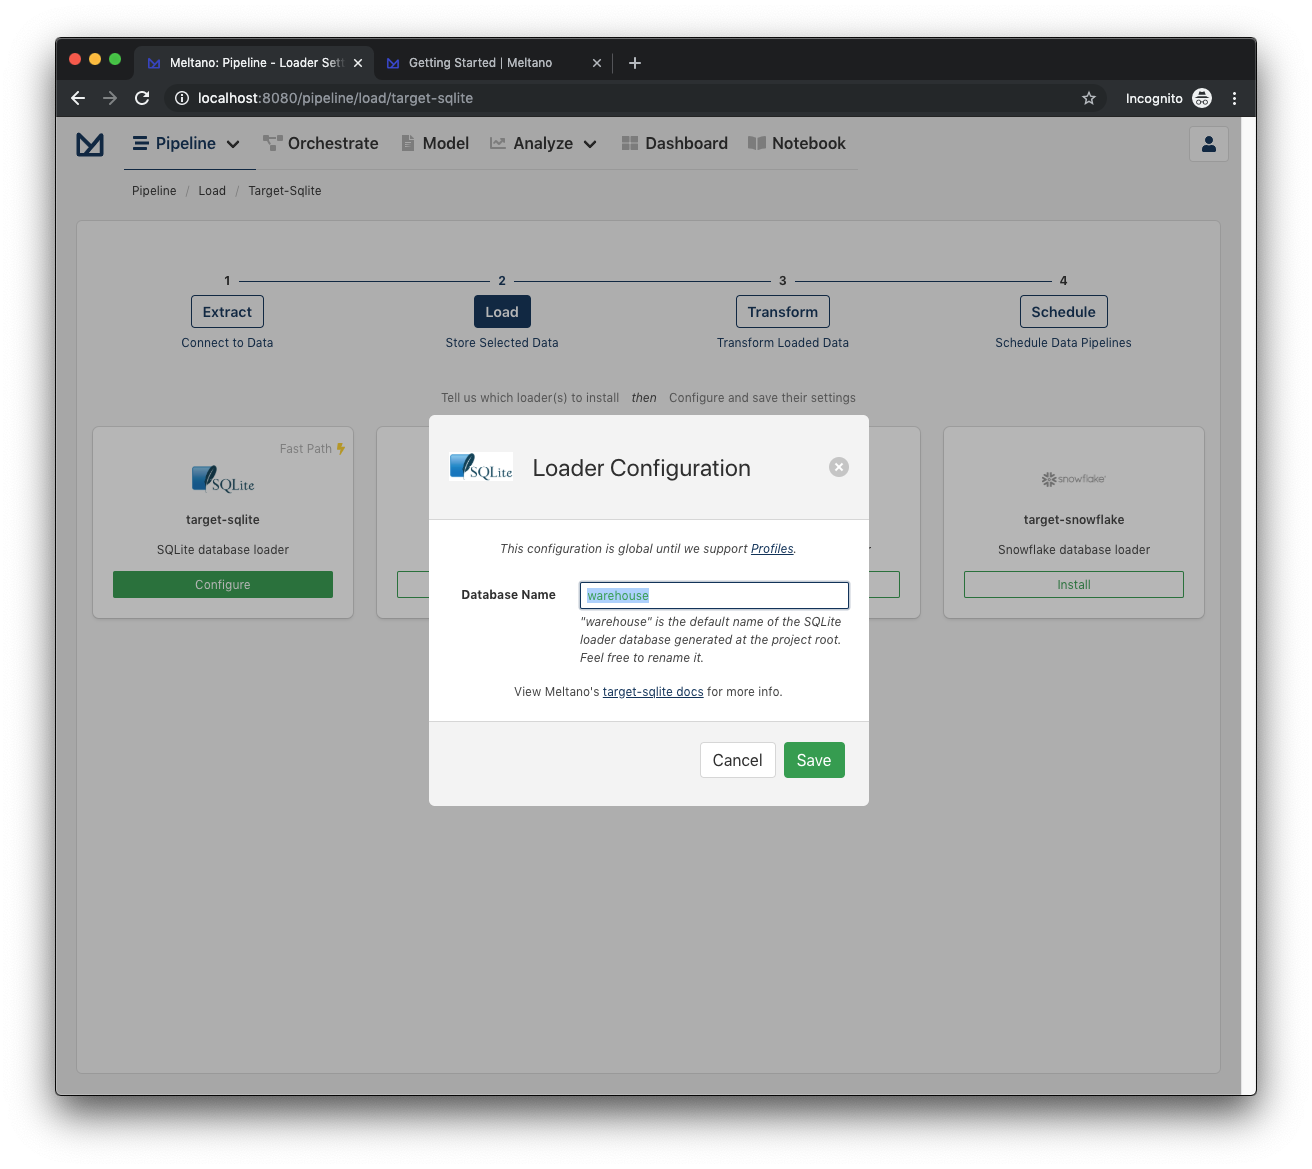 Meltano: Pipeline - Loader Sett
Getting Started | Meltano
localhost:8080/pipeline/load/target-sqlite
Incognito
Pipeline
Orchestrate
Model
Analyze
Dashboard
Notebook
Pipeline / Load / Target-Sqlite
1
2
3
4
Extract
Load
Transform
Schedule
Connect to Data
Store Selected Data
Transform Loaded Data
Schedule Data Pipelines
Tell us which loader(s) to install then Configure and save their settings
Fast Path
SQLite
target-sqlite
SQLite database loader
Configure
snowflake
target-snowflake
Snowflake database loader
Install
SQLite
Loader Configuration
This configuration is global until we support Profiles.
Database Name
warehouse
"warehouse" is the default name of the SQLite
loader database generated at the project root.
Feel free to rename it.
View Meltano's target-sqlite docs for more info.
Cancel
Save